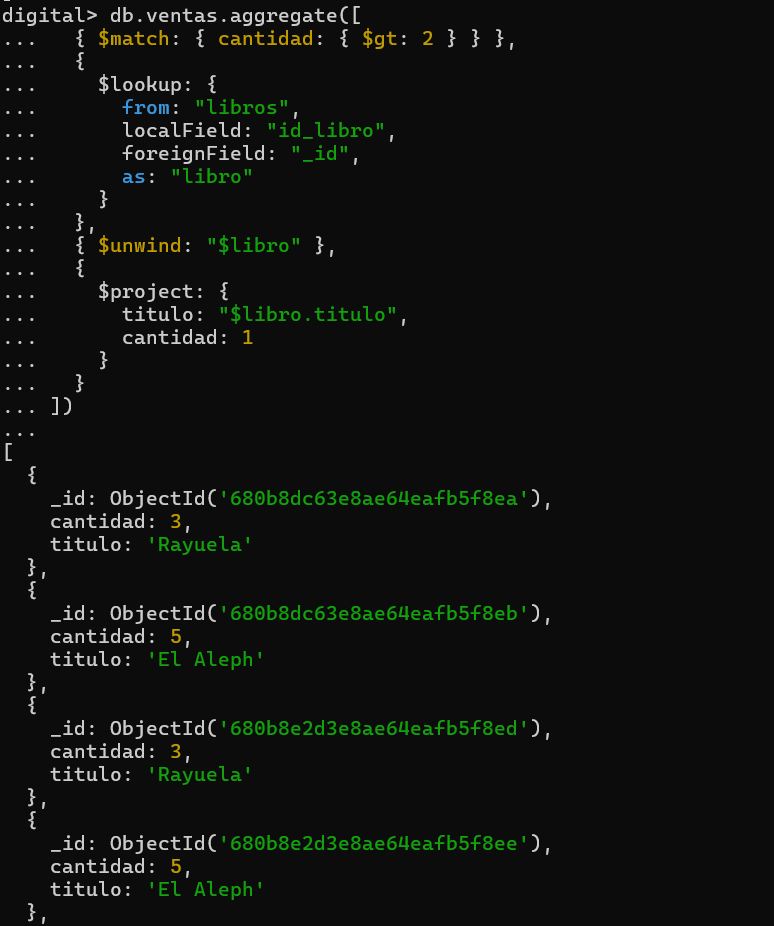 digital> db.ventas.aggregate([
...   { $match: { cantidad: { $gt: 2 } } },
...   {
...     $lookup: {
...       from: "libros",
...       localField: "id_libro",
...       foreignField: "_id",
...       as: "libro"
...     }
...   },
...   { $unwind: "$libro" },
...   {
...     $project: {
...       titulo: "$libro.titulo",
...       cantidad: 1
...     }
...   }
... ])
...
[
  {
    _id: ObjectId('680b8dc63e8ae64eafb5f8ea'),
    cantidad: 3,
    titulo: 'Rayuela'
  },
  {
    _id: ObjectId('680b8dc63e8ae64eafb5f8eb'),
    cantidad: 5,
    titulo: 'El Aleph'
  },
  {
    _id: ObjectId('680b8e2d3e8ae64eafb5f8ed'),
    cantidad: 3,
    titulo: 'Rayuela'
  },
  {
    _id: ObjectId('680b8e2d3e8ae64eafb5f8ee'),
    cantidad: 5,
    titulo: 'El Aleph'
  },